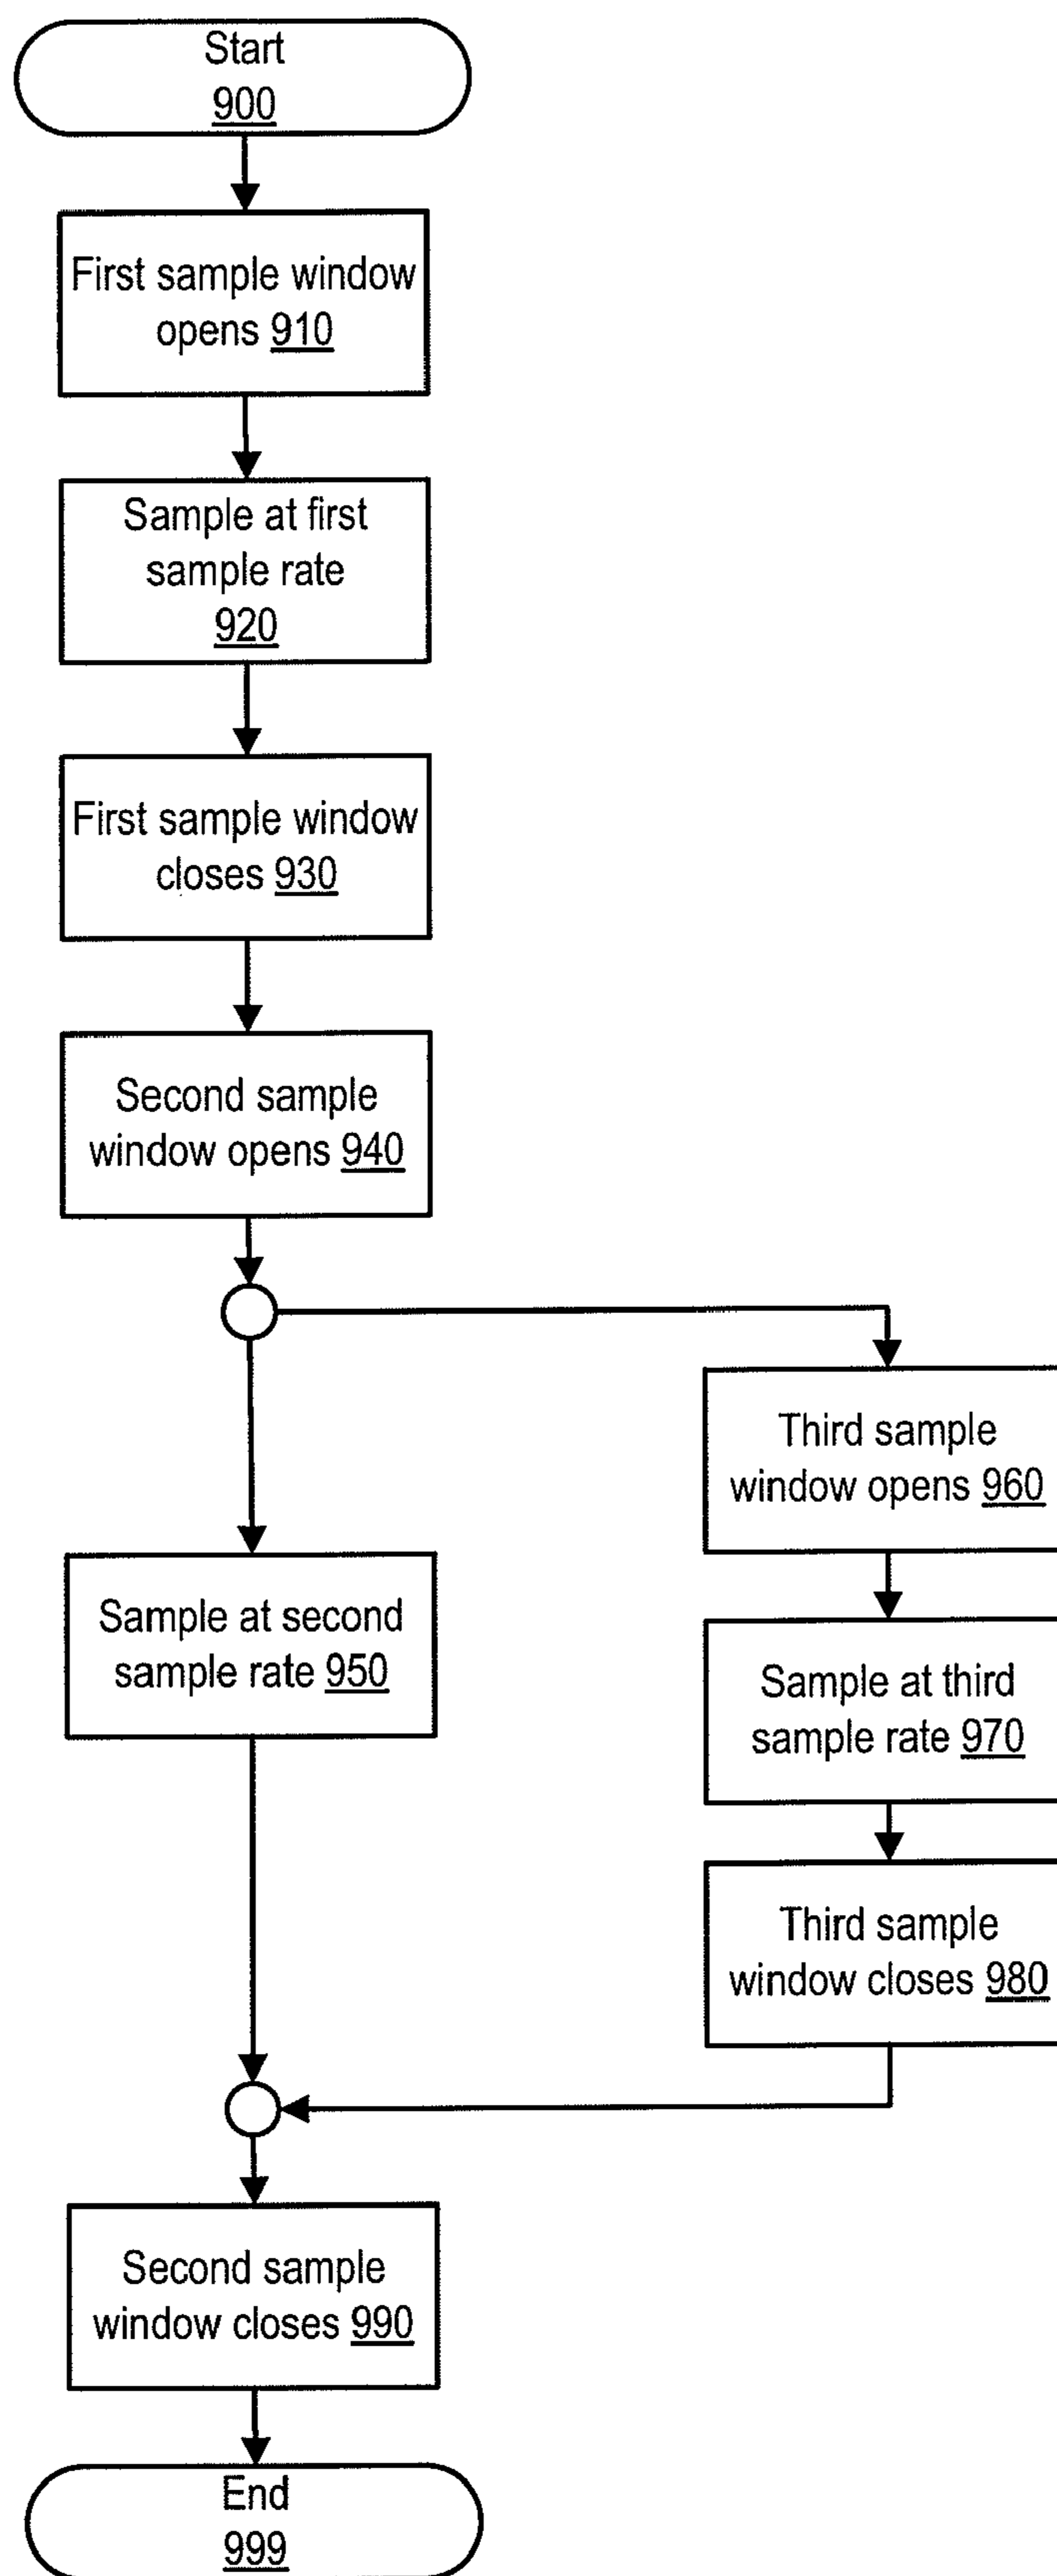 Start
900
First sample window
opens 910
Sample at first
sample rate
920
First sample window
closes 930
Second sample
window opens 940
Third sample
window opens 960
Sample at second
sample rate 950
Sample at third
sample rate 970
Third sample
window closes 980
Second sample
window closes 990
End
999